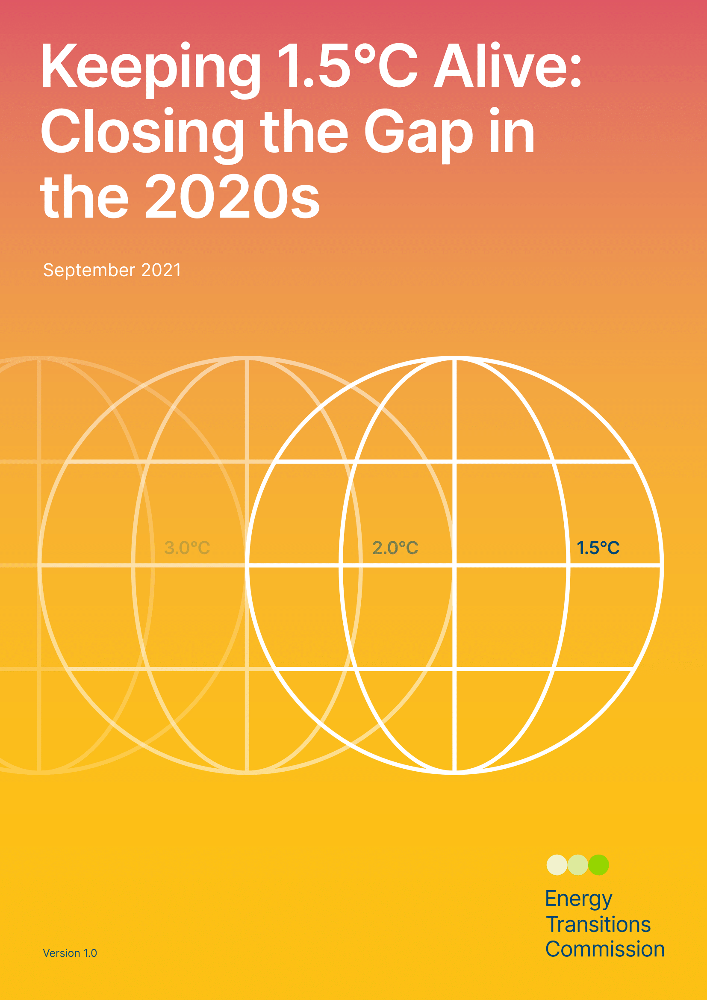 Keeping 1.5°C Alive:
Closing the Gap in
the 2020s
September 2021
3.0°C 2.0°C 1.5°C
Energy
Transitions
Commission
Version 1.0